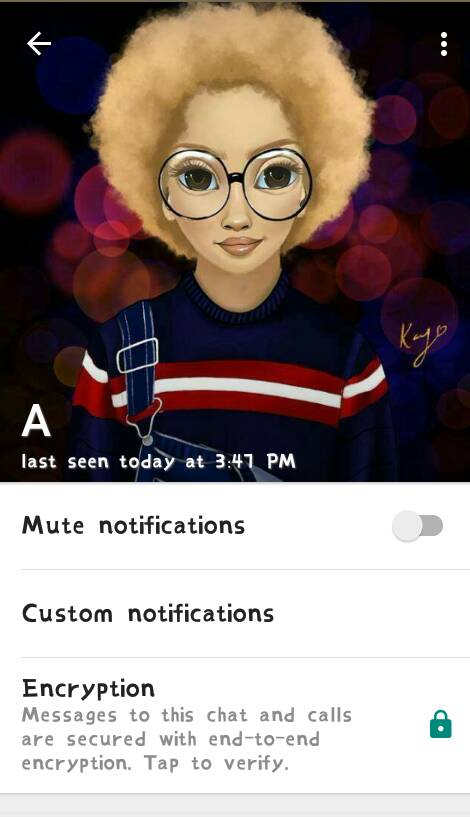 Kay
A
last seen today at 3:47 PM
Mute notifications
Custom notifications
Encryption
Messages to this chat and calls
are secured with end-to-end
encryption. Tap to verify.